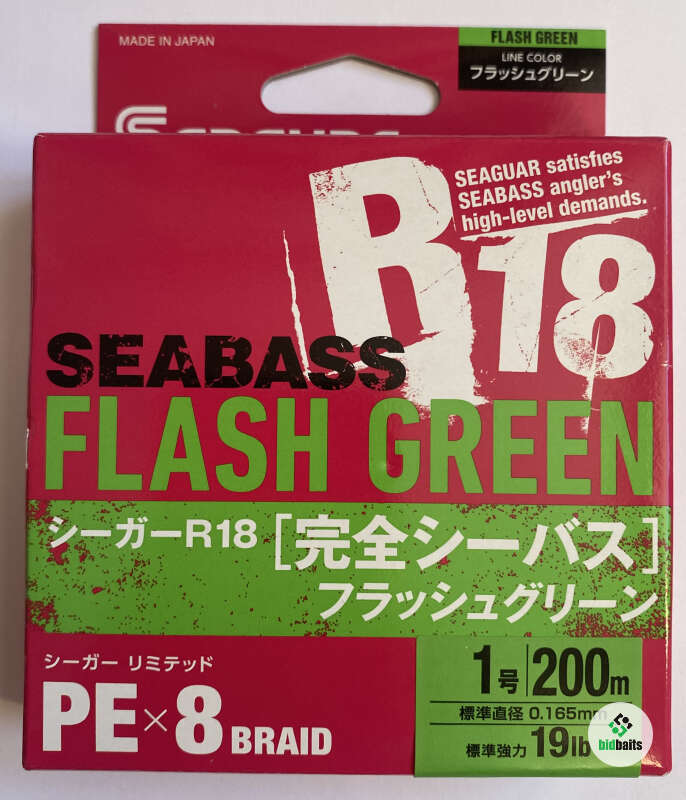 MADE IN JAPAN
FLASH GREEN
LINE COLOR
フラッシュグリーン
R18
SEAGUAR satisfies
SEABASS angler's
high-level demands.
SEABASS
FLASH GREEN
シーガーR18 [完全シーバス]
フラッシュグリーン
シーガー リミテッド
PE×8 BRAID
1号 200m
標準直径 0.165mm
標準強力 19lb
bidbaits